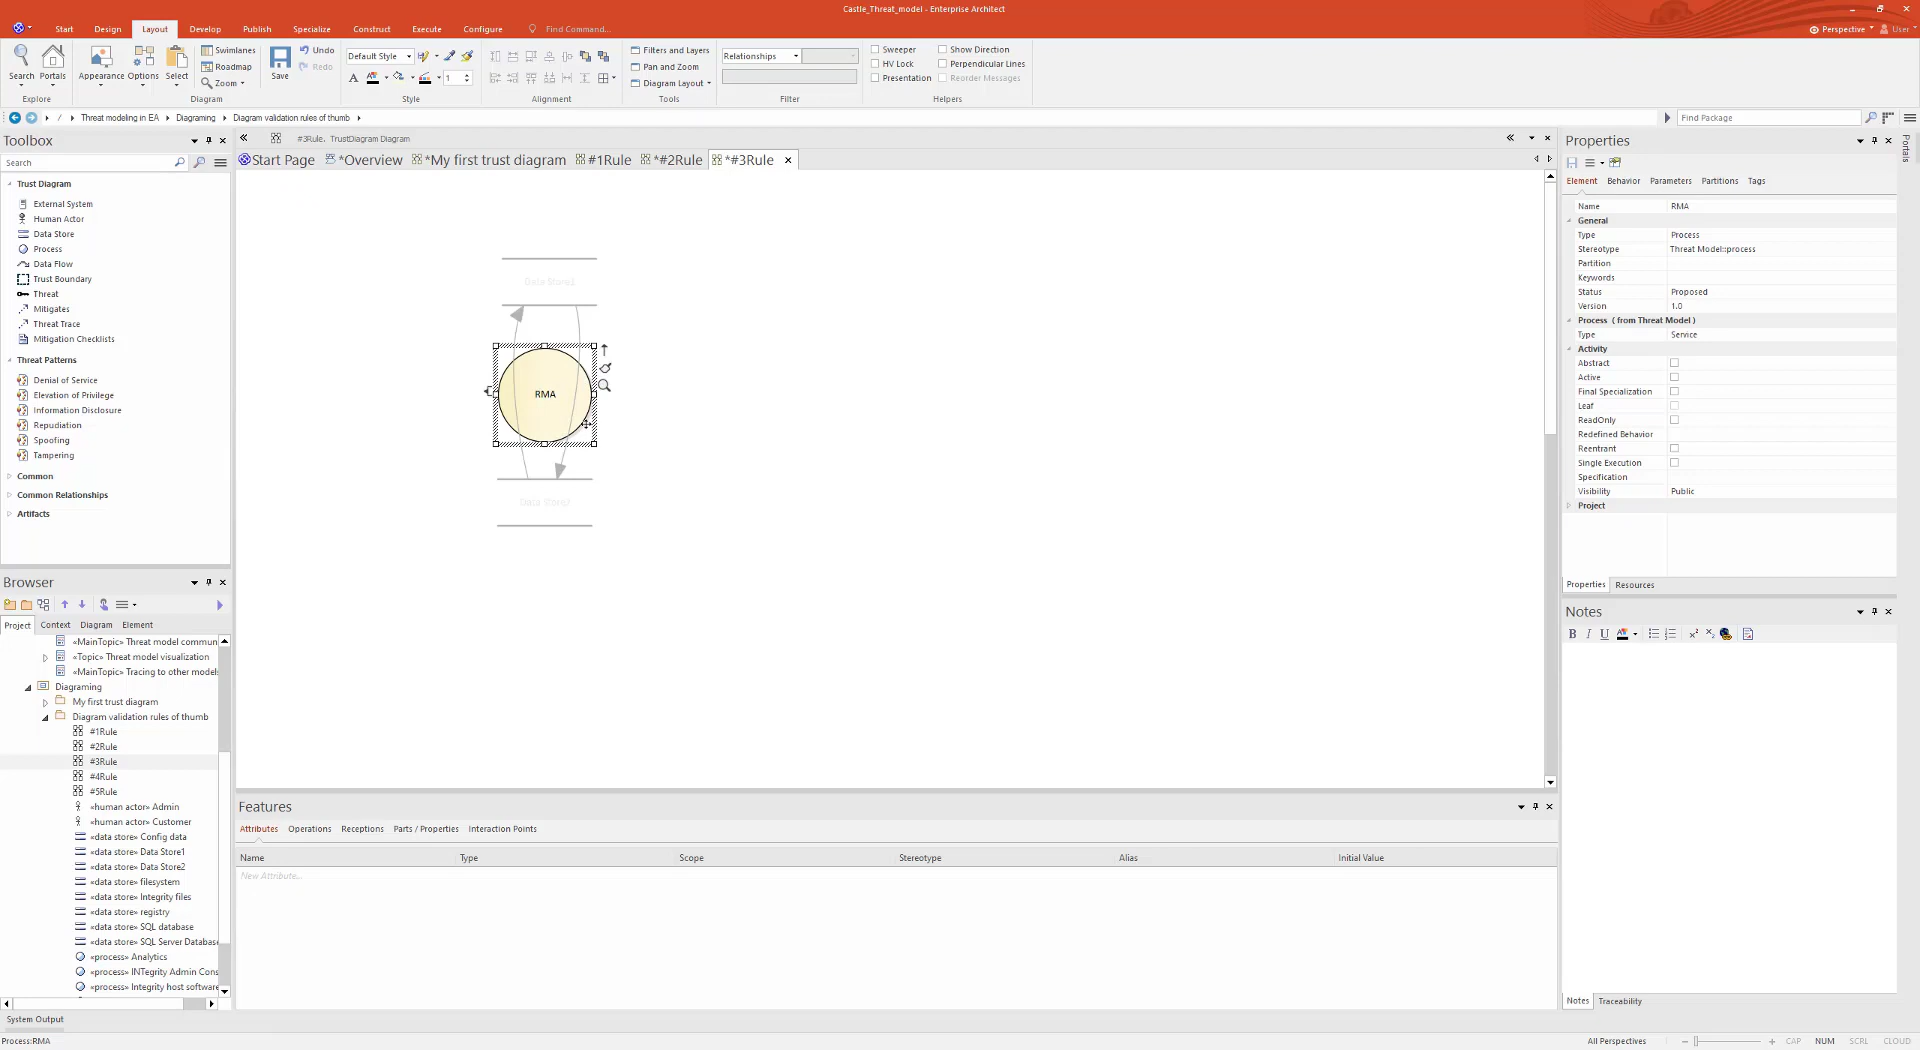 Castle_Threat_model - Enterprise Architect
Start Design Layout Develop Publish Specialize Construct Execute Configure Find Command...
Perspective User
Search Portals Appearance Options Select Swimlanes Roadmap Zoom Save Undo Redo
Default Style 1
Filters and Layers
Pan and Zoom
Diagram Layout
Relationships
Sweeper Show Direction
HV Lock Perpendicular Lines
Presentation Reorder Messages
Explore Diagram Style Alignment Tools Filter Helpers
/ Threat modeling in EA Diagraming Diagram validation rules of thumb
Find Package
Toolbox
Search
Trust Diagram
External System
Human Actor
Data Store
Process
Data Flow
Trust Boundary
Threat
Mitigates
Threat Trace
Mitigation Checklists
Threat Patterns
Denial of Service
Elevation of Privilege
Information Disclosure
Repudiation
Spoofing
Tampering
Common
Common Relationships
Artifacts
Browser
Project Context Diagram Element
«MainTopic» Threat model commun
«Topic» Threat model visualization
«MainTopic» Tracing to other models
Diagraming
My first trust diagram
Diagram validation rules of thumb
#1Rule
#2Rule
#3Rule
#4Rule
#5Rule
«human actor» Admin
«human actor» Customer
«data store» Config data
«data store» Data Store1
«data store» Data Store2
«data store» filesystem
«data store» Integrity files
«data store» registry
«data store» SQL database
«data store» SQL Server Database
«process» Analytics
«process» INTegrity Admin Cons
«process» Integrity host software
System Output
Process:RMA
#3Rule. TrustDiagram Diagram
Start Page *Overview *My first trust diagram #1Rule *#2Rule *#3Rule
RMA
Features
Attributes Operations Receptions Parts / Properties Interaction Points
Name Type Scope Stereotype Alias Initial Value
New Attribute...
Properties
Element Behavior Parameters Partitions Tags
Name RMA
General
Type Process
Stereotype Threat Model::process
Partition
Keywords
Status Proposed
Version 1.0
Process ( from Threat Model )
Type Service
Activity
Abstract
Active
Final Specialization
Leaf
ReadOnly
Redefined Behavior
Reentrant
Single Execution
Specification
Visibility Public
Project
Properties Resources
Notes
B I U A
Notes Traceability
Portals
All Perspectives CAP NUM SCRL CLOUD